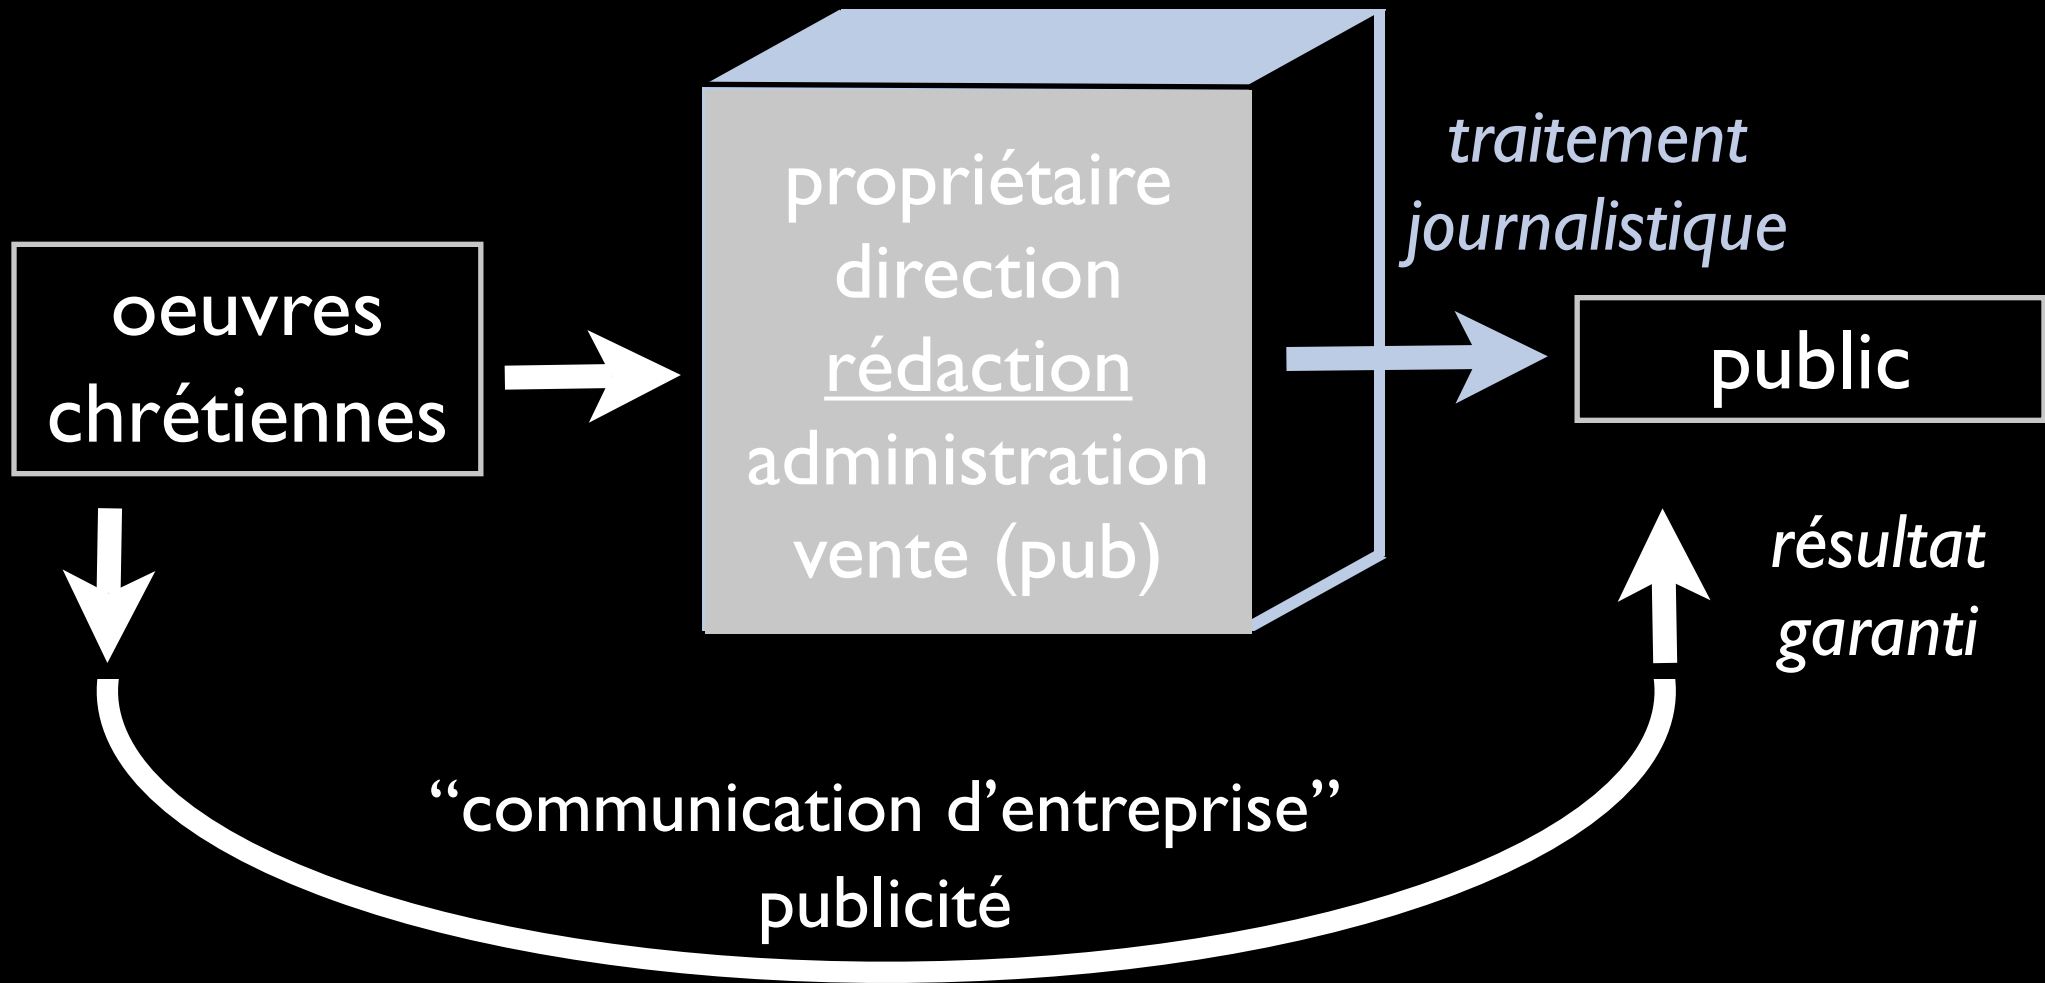 oeuvres
chrétiennes
propriétaire
direction
rédaction
administration
vente (pub)
traitement
journalistique
public
résultat
garanti
“communication d’entreprise”
publicité